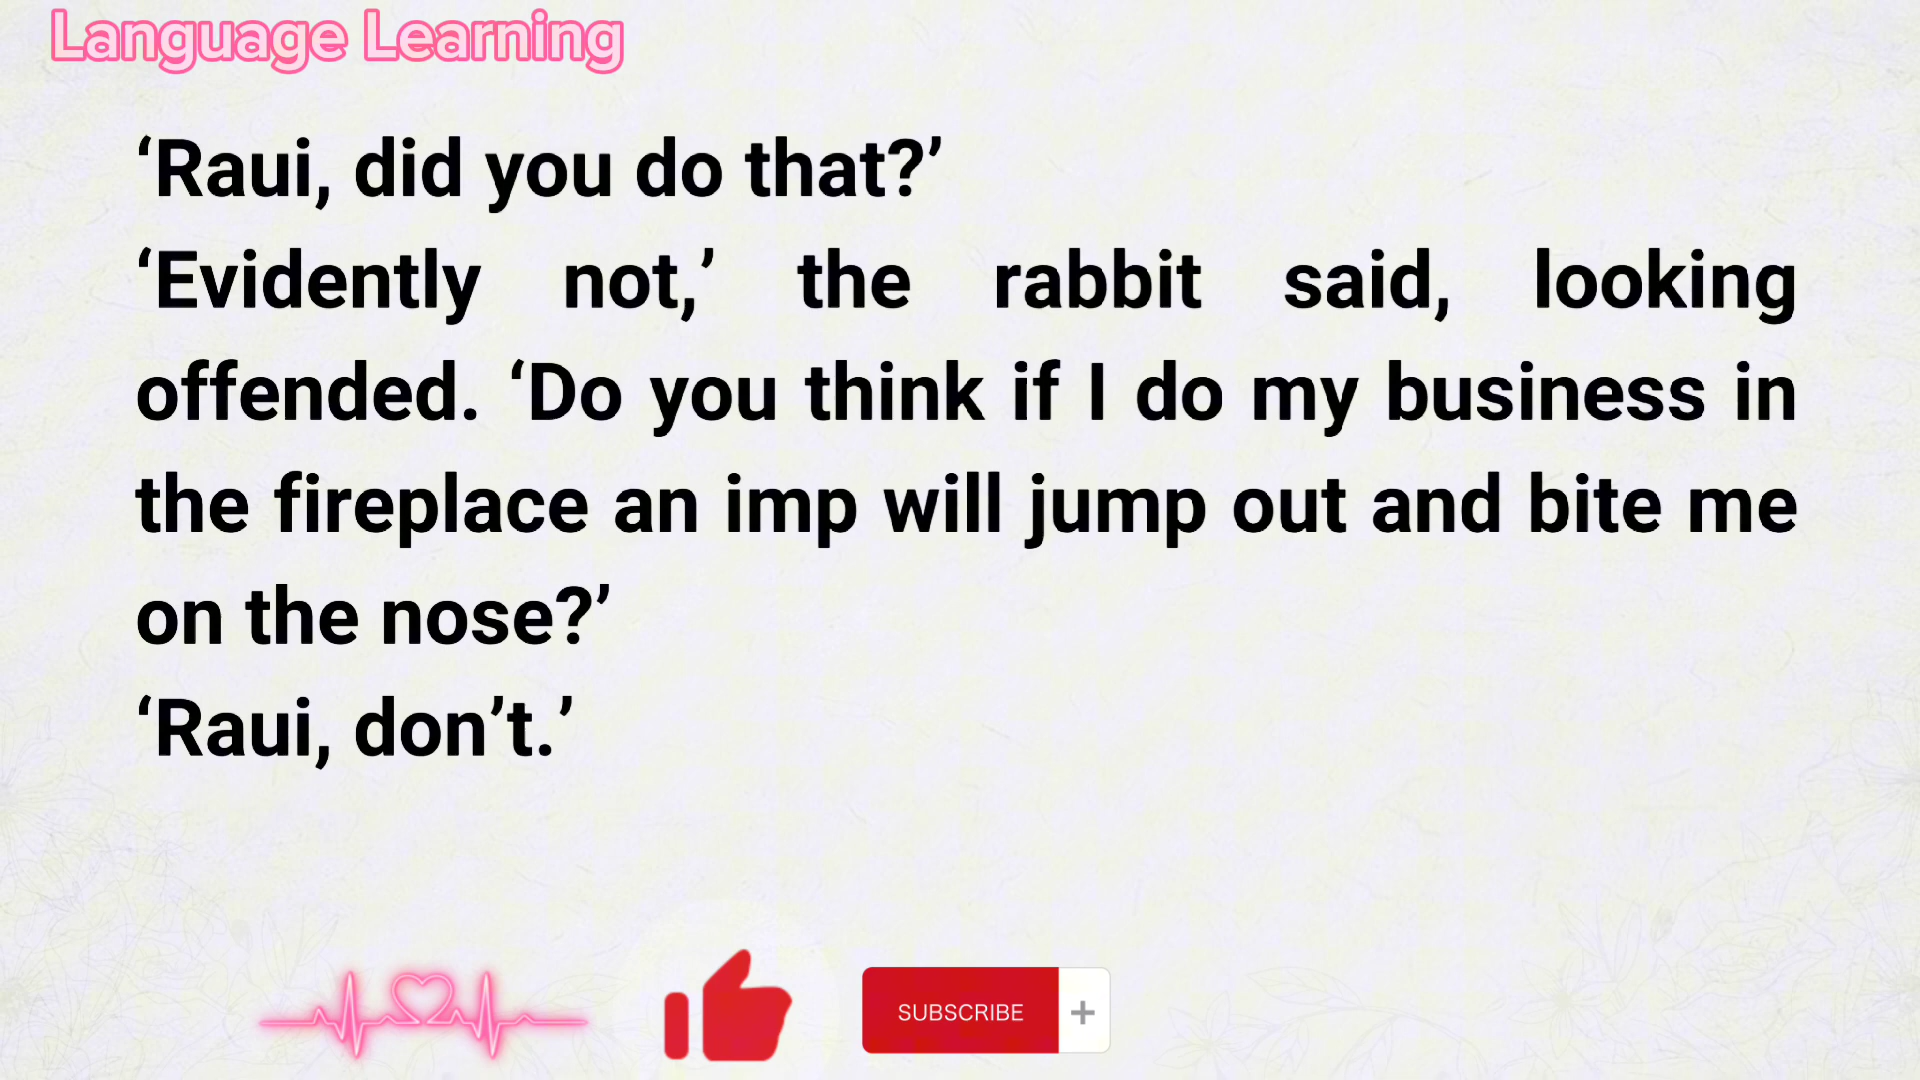 Language Learning
‘Raui, did you do that?’
‘Evidently not,’ the rabbit said, looking
offended. ‘Do you think if I do my business in
the fireplace an imp will jump out and bite me
on the nose?’
‘Raui, don’t.’
SUBSCRIBE +